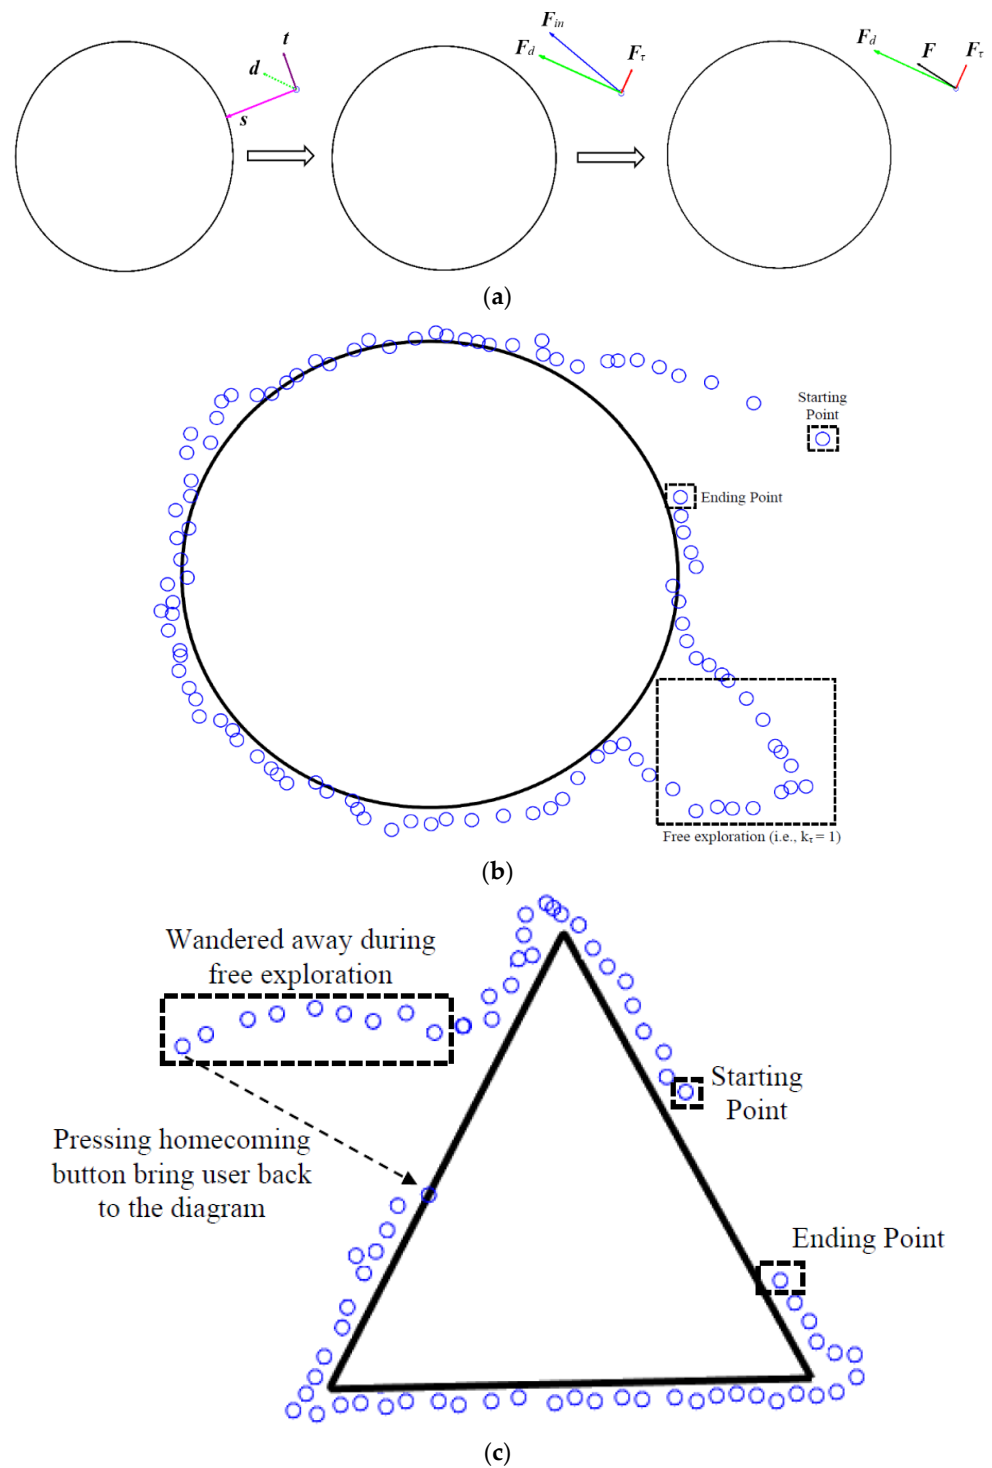 t
d
s
F_in
F_d
F_τ
F_d
F
F_τ
(a)
Starting
Point
Ending Point
Free exploration (i.e., k_τ = 1)
(b)
Wandered away during
free exploration
Starting
Point
Pressing homecoming
button bring user back
to the diagram
Ending Point
(c)